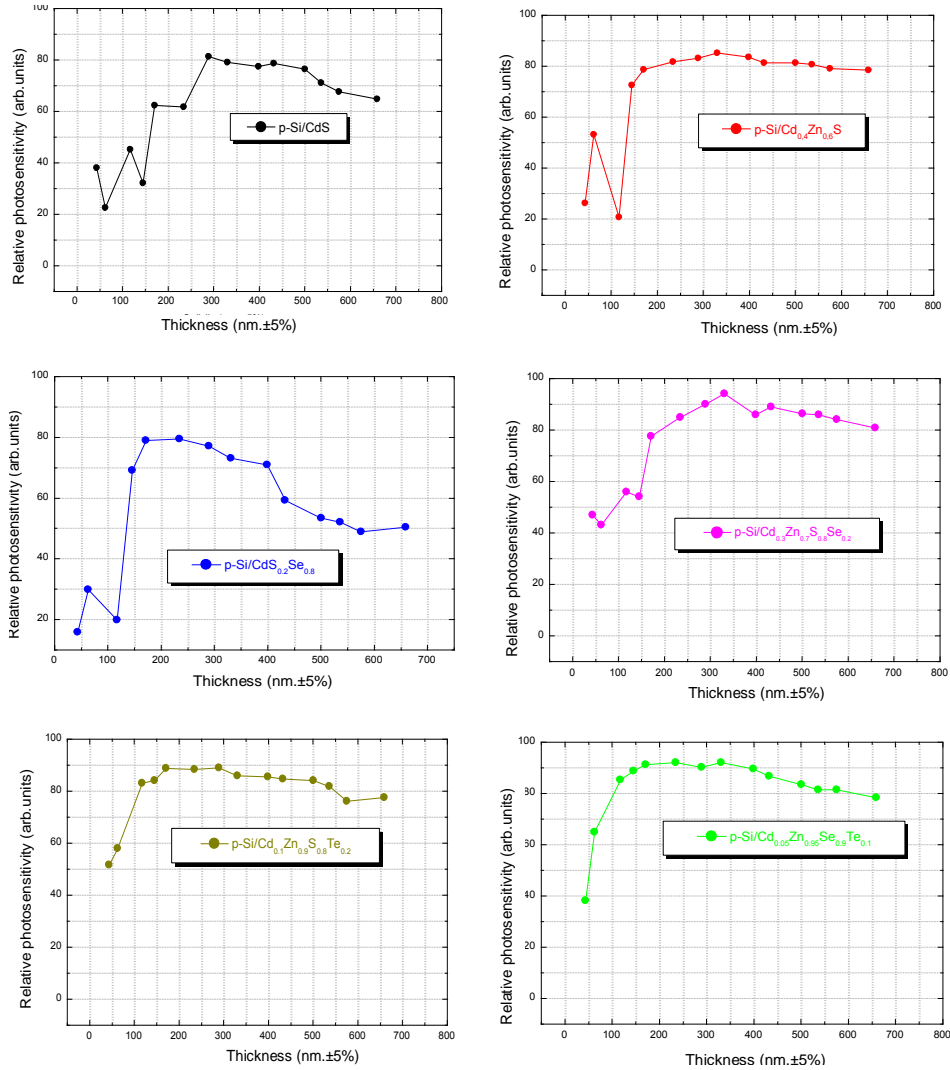 100
80
60
40
20
0
Relative photosensitivity (arb.units)
p-Si/CdS
0 100 200 300 400 500 600 700 800
Thickness (nm.±5%)
100
80
60
40
20
0
Relative photosensitivity (arb.units)
p-Si/Cd0,4Zn0,6S
0 100 200 300 400 500 600 700 800
Thickness (nm.±5%)
100
80
60
40
20
Relative photosensitivity (arb.units)
p-Si/CdS0.2Se0.8
0 100 200 300 400 500 600 700
Thickness (nm.±5%)
100
80
60
40
20
0
Relative photosensitivity (arb.units)
p-Si/Cd0.3Zn0.7S0.8Se0.2
0 100 200 300 400 500 600 700 800
Thickness (nm.±5%)
100
80
60
40
20
0
Relative photosensitivity (arb.units)
p-Si/Cd0.1Zn0.9S0.8Te0.2
0 100 200 300 400 500 600 700 800
Thickness (nm.±5%)
100
80
60
40
20
0
Relative photosensitivity (arb.units)
p-Si/Cd0.05Zn0.95Se0.9Te0.1
0 100 200 300 400 500 600 700 800
Thickness (nm.±5%)